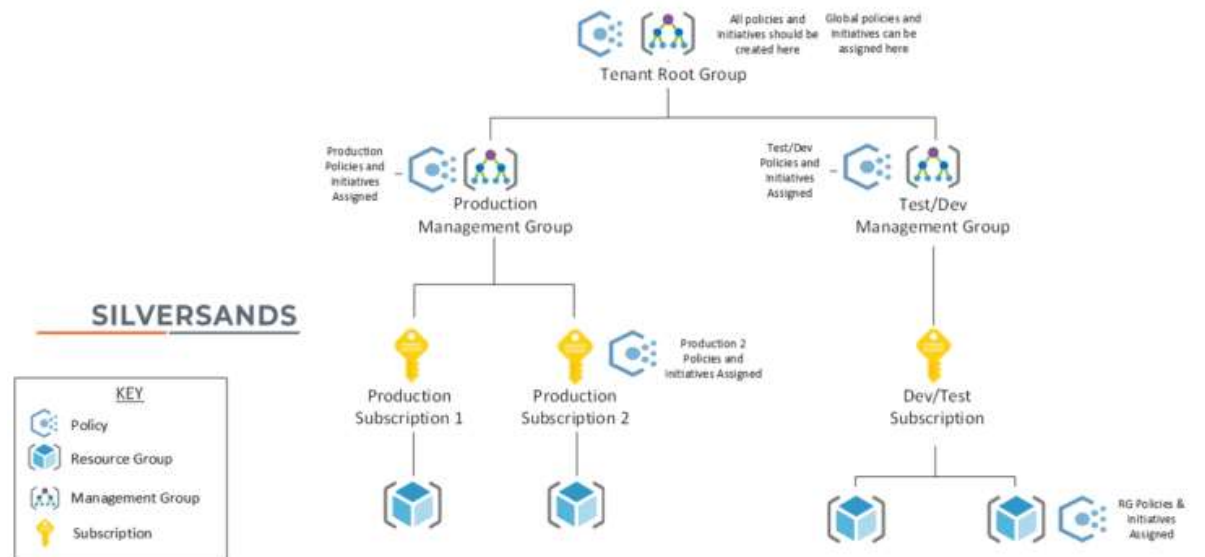 All policies and
Initiatives should be
created here
Global policies and
Initiatives can be
assigned here
Tenant Root Group
Production
Policies and
Initiatives
Assigned
Production
Management Group
Test/Dev
Policies and
Initiatives
Assigned
Test/Dev
Management Group
SILVERSANDS
Production
Subscription 1
Production
Subscription 2
Production 2
Policies and
Initiatives Assigned
Dev/Test
Subscription
KEY
Policy
Resource Group
Management Group
Subscription
RG Policies &
Initiatives
Assigned